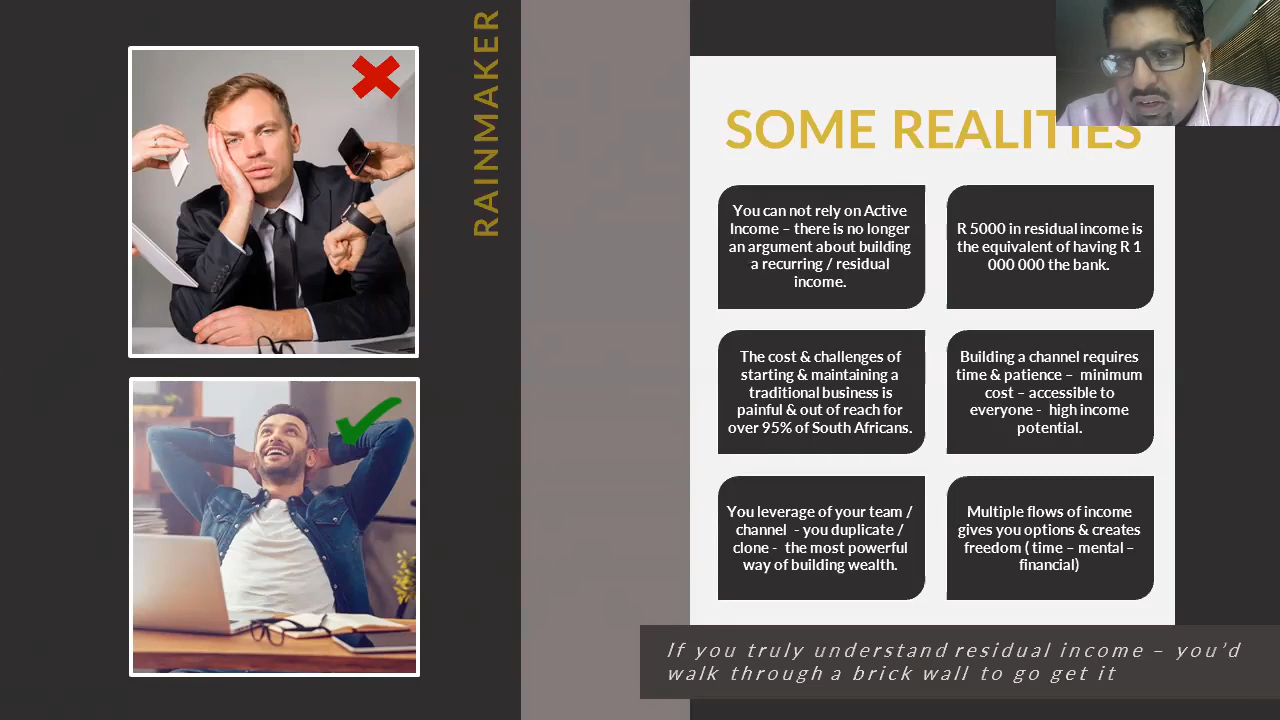 RAINMAKER
SOME REALITIES
You can not rely on Active
Income – there is no longer
an argument about building
a recurring / residual
income.
R 5000 in residual income is
the equivalent of having R 1
000 000 the bank.
The cost & challenges of
starting & maintaining a
traditional business is
painful & out of reach for
over 95% of South Africans.
Building a channel requires
time & patience – minimum
cost – accessible to
everyone - high income
potential.
You leverage of your team /
channel - you duplicate /
clone - the most powerful
way of building wealth.
Multiple flows of income
gives you options & creates
freedom ( time – mental –
financial)
If you truly understand residual income – you'd
walk through a brick wall to go get it